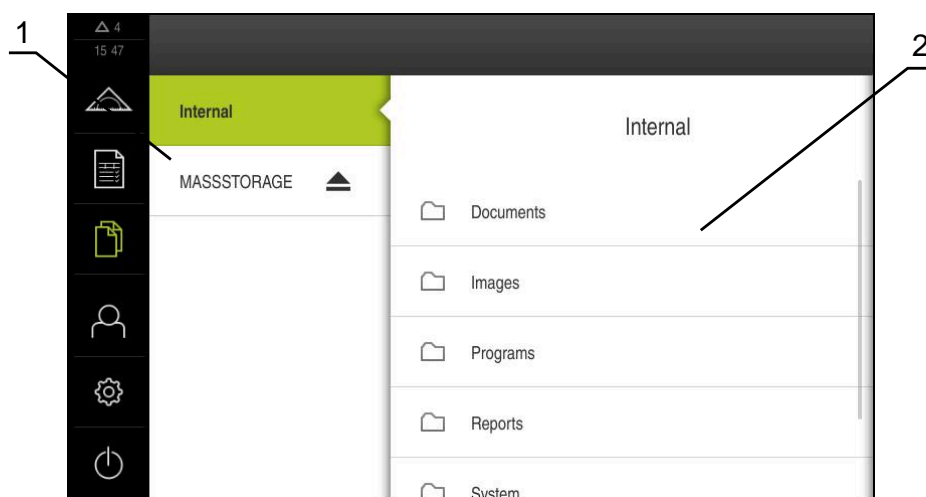 1
4
15 47
2
Internal
MASSSTORAGE
Internal
Documents
Images
Programs
Reports
System